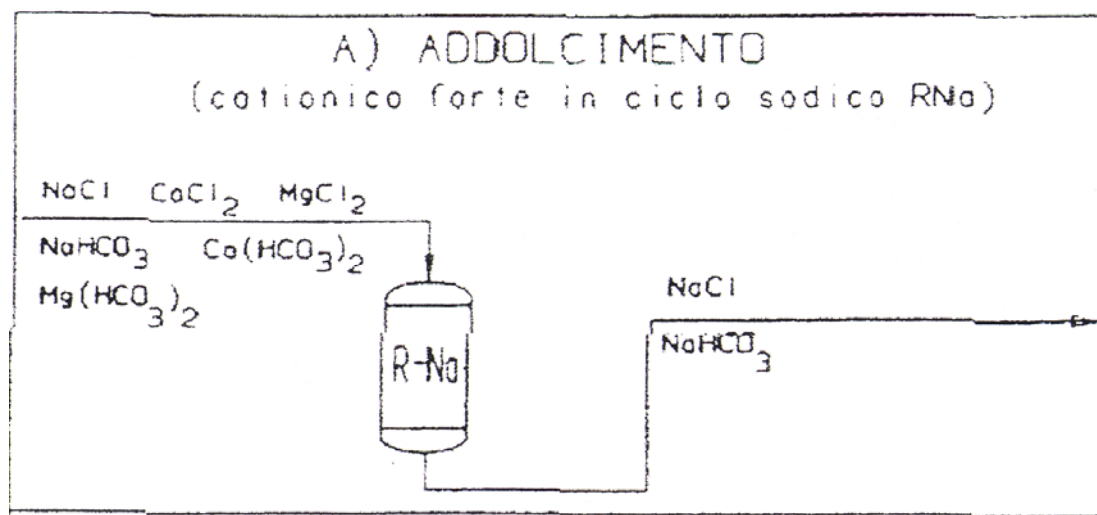 A) ADDOLCIMENTO
(cationico forte in ciclo sodico RNa)
NaCl CaCl2 MgCl2
NaHCO3 Ca(HCO3)2
Mg(HCO3)2
R-Na
NaCl
NaHCO3